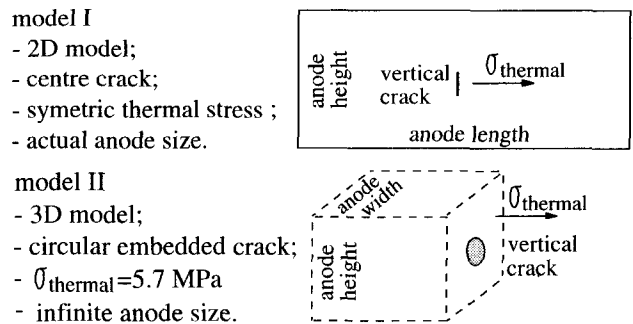 model I
- 2D model;
- centre crack;
- symetric thermal stress ;
- actual anode size.
anode height
vertical crack
σthermal
anode length
model II
- 3D model;
- circular embedded crack;
- σthermal=5.7 MPa
- infinite anode size.
anode width
anode height
σthermal
vertical crack